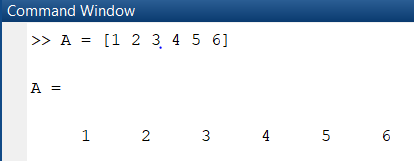 Command Window
>> A = [1 2 3 4 5 6]
A =
1 2 3 4 5 6